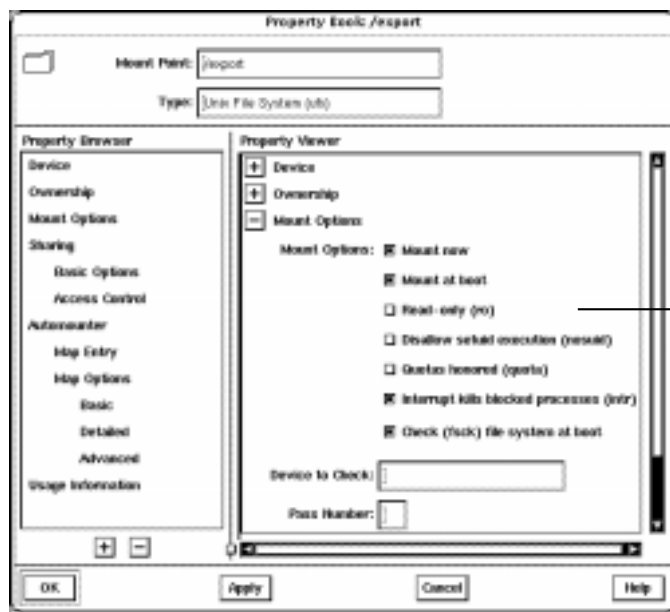 Property Book: /export
Mount Point: /export
Type: Unix File System (ufs)
Property Browser
Device
Ownership
Mount Options
Sharing
Basic Options
Access Control
Automounter
Map Entry
Map Options
Basic
Detailed
Advanced
Usage Information
+ −
Property Viewer
+ Device
+ Ownership
− Mount Options
Mount Options: Mount now
Mount at boot
Read-only (ro)
Disallow setuid execution (nosuid)
Quotas honored (quota)
Interrupt kills blocked processes (intr)
Check (fsck) file system at boot
Device to Check:
Pass Number:
OK Apply Cancel Help